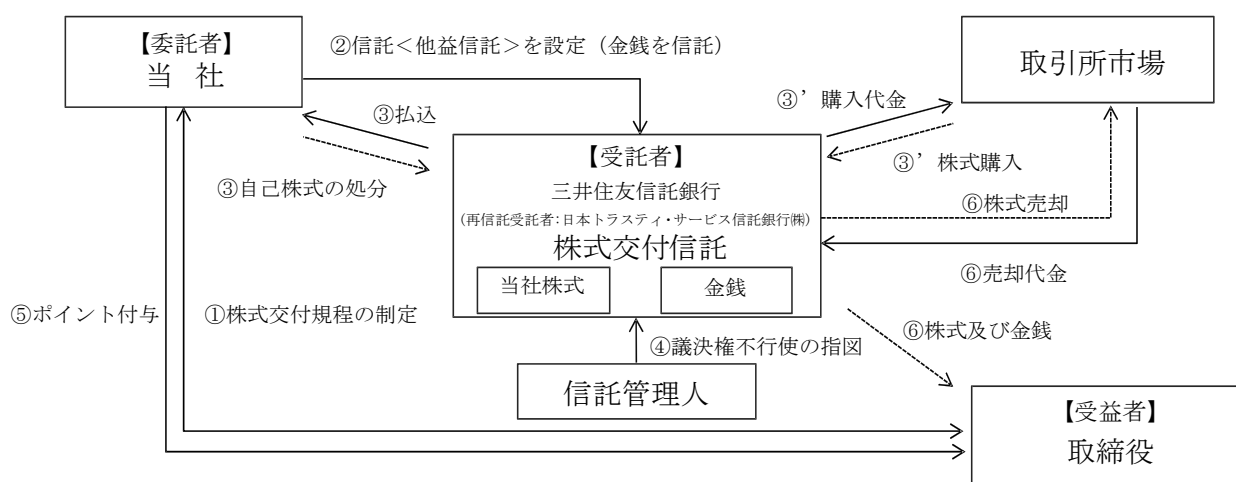 【委託者】
当 社
②信託<他益信託>を設定（金銭を信託）
取引所市場
③払込
③’購入代金
【受託者】
③’株式購入
③自己株式の処分
三井住友信託銀行
⑥株式売却
(再信託受託者：日本トラスティ・サービス信託銀行㈱)
株式交付信託
⑥売却代金
当社株式
金銭
⑤ポイント付与
①株式交付規程の制定
⑥株式及び金銭
④議決権不行使の指図
信託管理人
【受益者】
取締役